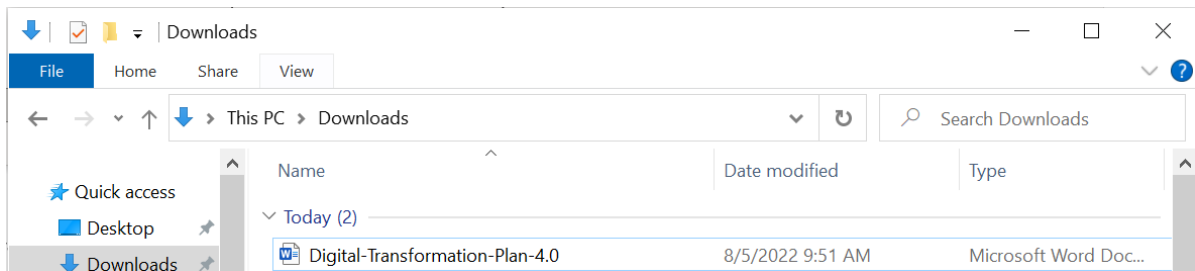 Downloads
File Home Share View
This PC > Downloads
Search Downloads
Name Date modified Type
Quick access
Today (2)
Desktop
Digital-Transformation-Plan-4.0 8/5/2022 9:51 AM Microsoft Word Doc...
Downloads